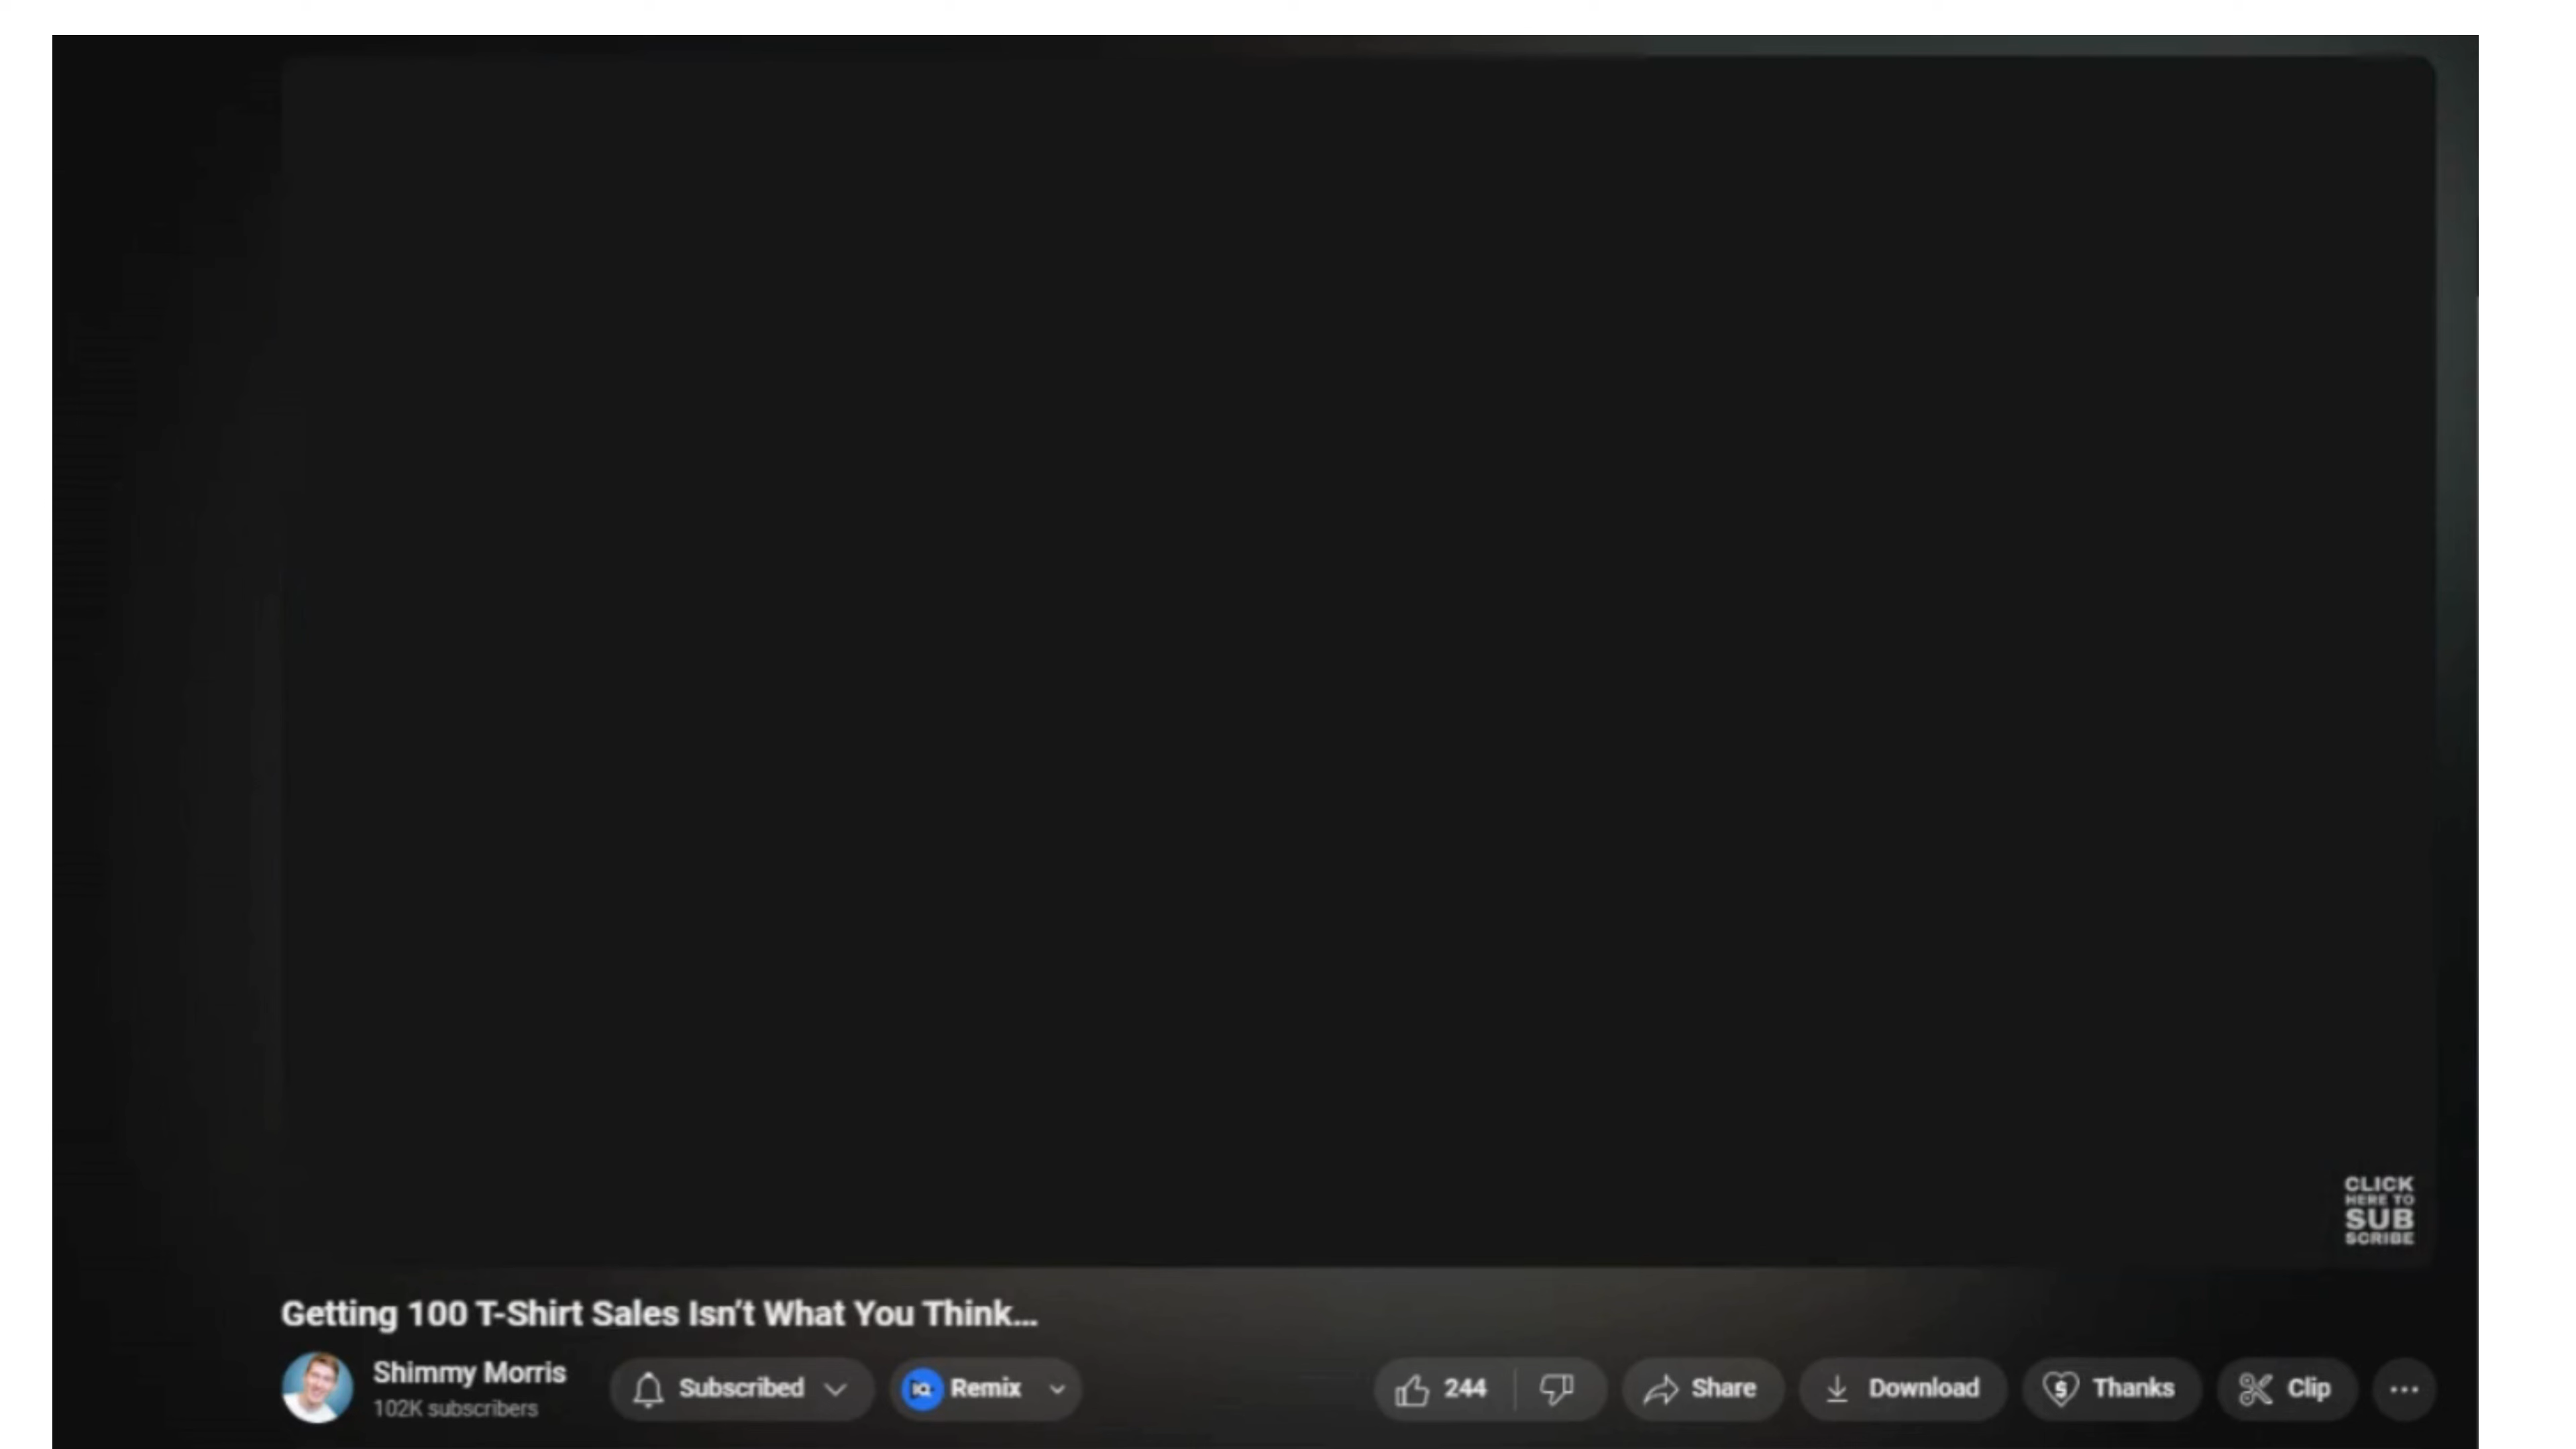 CLICK
HERE TO
SUB
SCRIBE
Getting 100 T-Shirt Sales Isn't What You Think...
Shimmy Morris
102K subscribers
Subscribed
iQ
Remix
244
Share
Download
Thanks
Clip